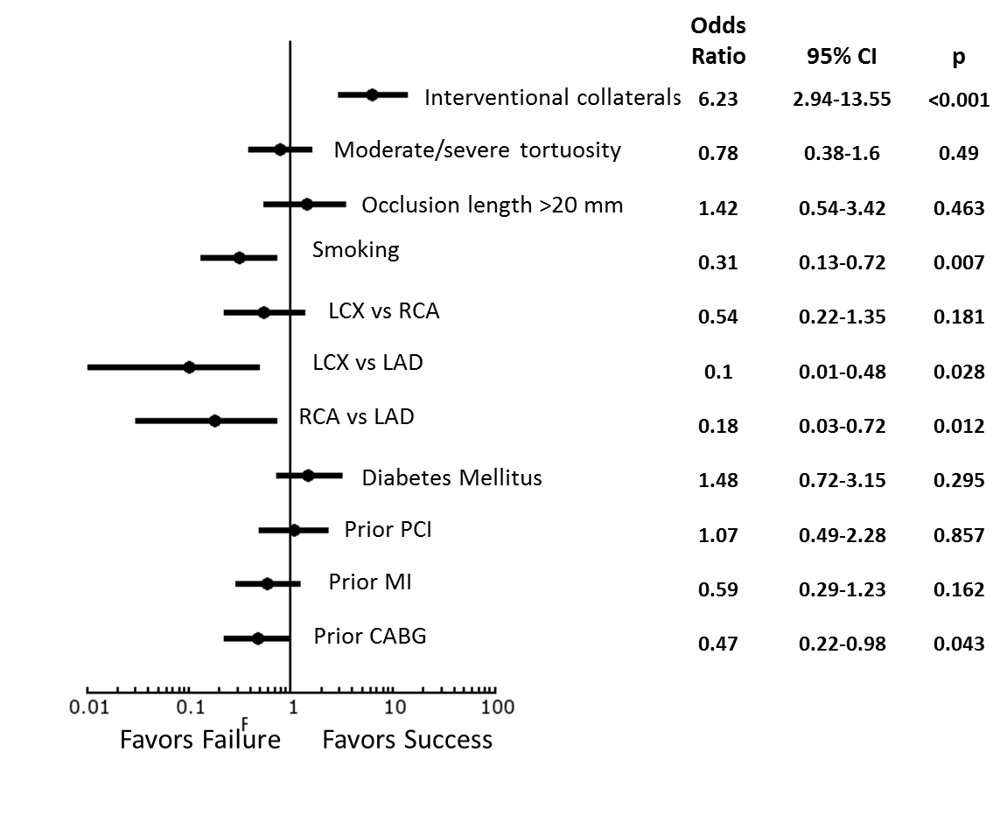 Odds
Ratio 95% CI p
Interventional collaterals 6.23 2.94-13.55 <0.001
Moderate/severe tortuosity 0.78 0.38-1.6 0.49
Occlusion length >20 mm 1.42 0.54-3.42 0.463
Smoking 0.31 0.13-0.72 0.007
LCX vs RCA 0.54 0.22-1.35 0.181
LCX vs LAD 0.1 0.01-0.48 0.028
RCA vs LAD 0.18 0.03-0.72 0.012
Diabetes Mellitus 1.48 0.72-3.15 0.295
Prior PCI 1.07 0.49-2.28 0.857
Prior MI 0.59 0.29-1.23 0.162
Prior CABG 0.47 0.22-0.98 0.043
0.01 0.1 1 10 100
F
Favors Failure Favors Success